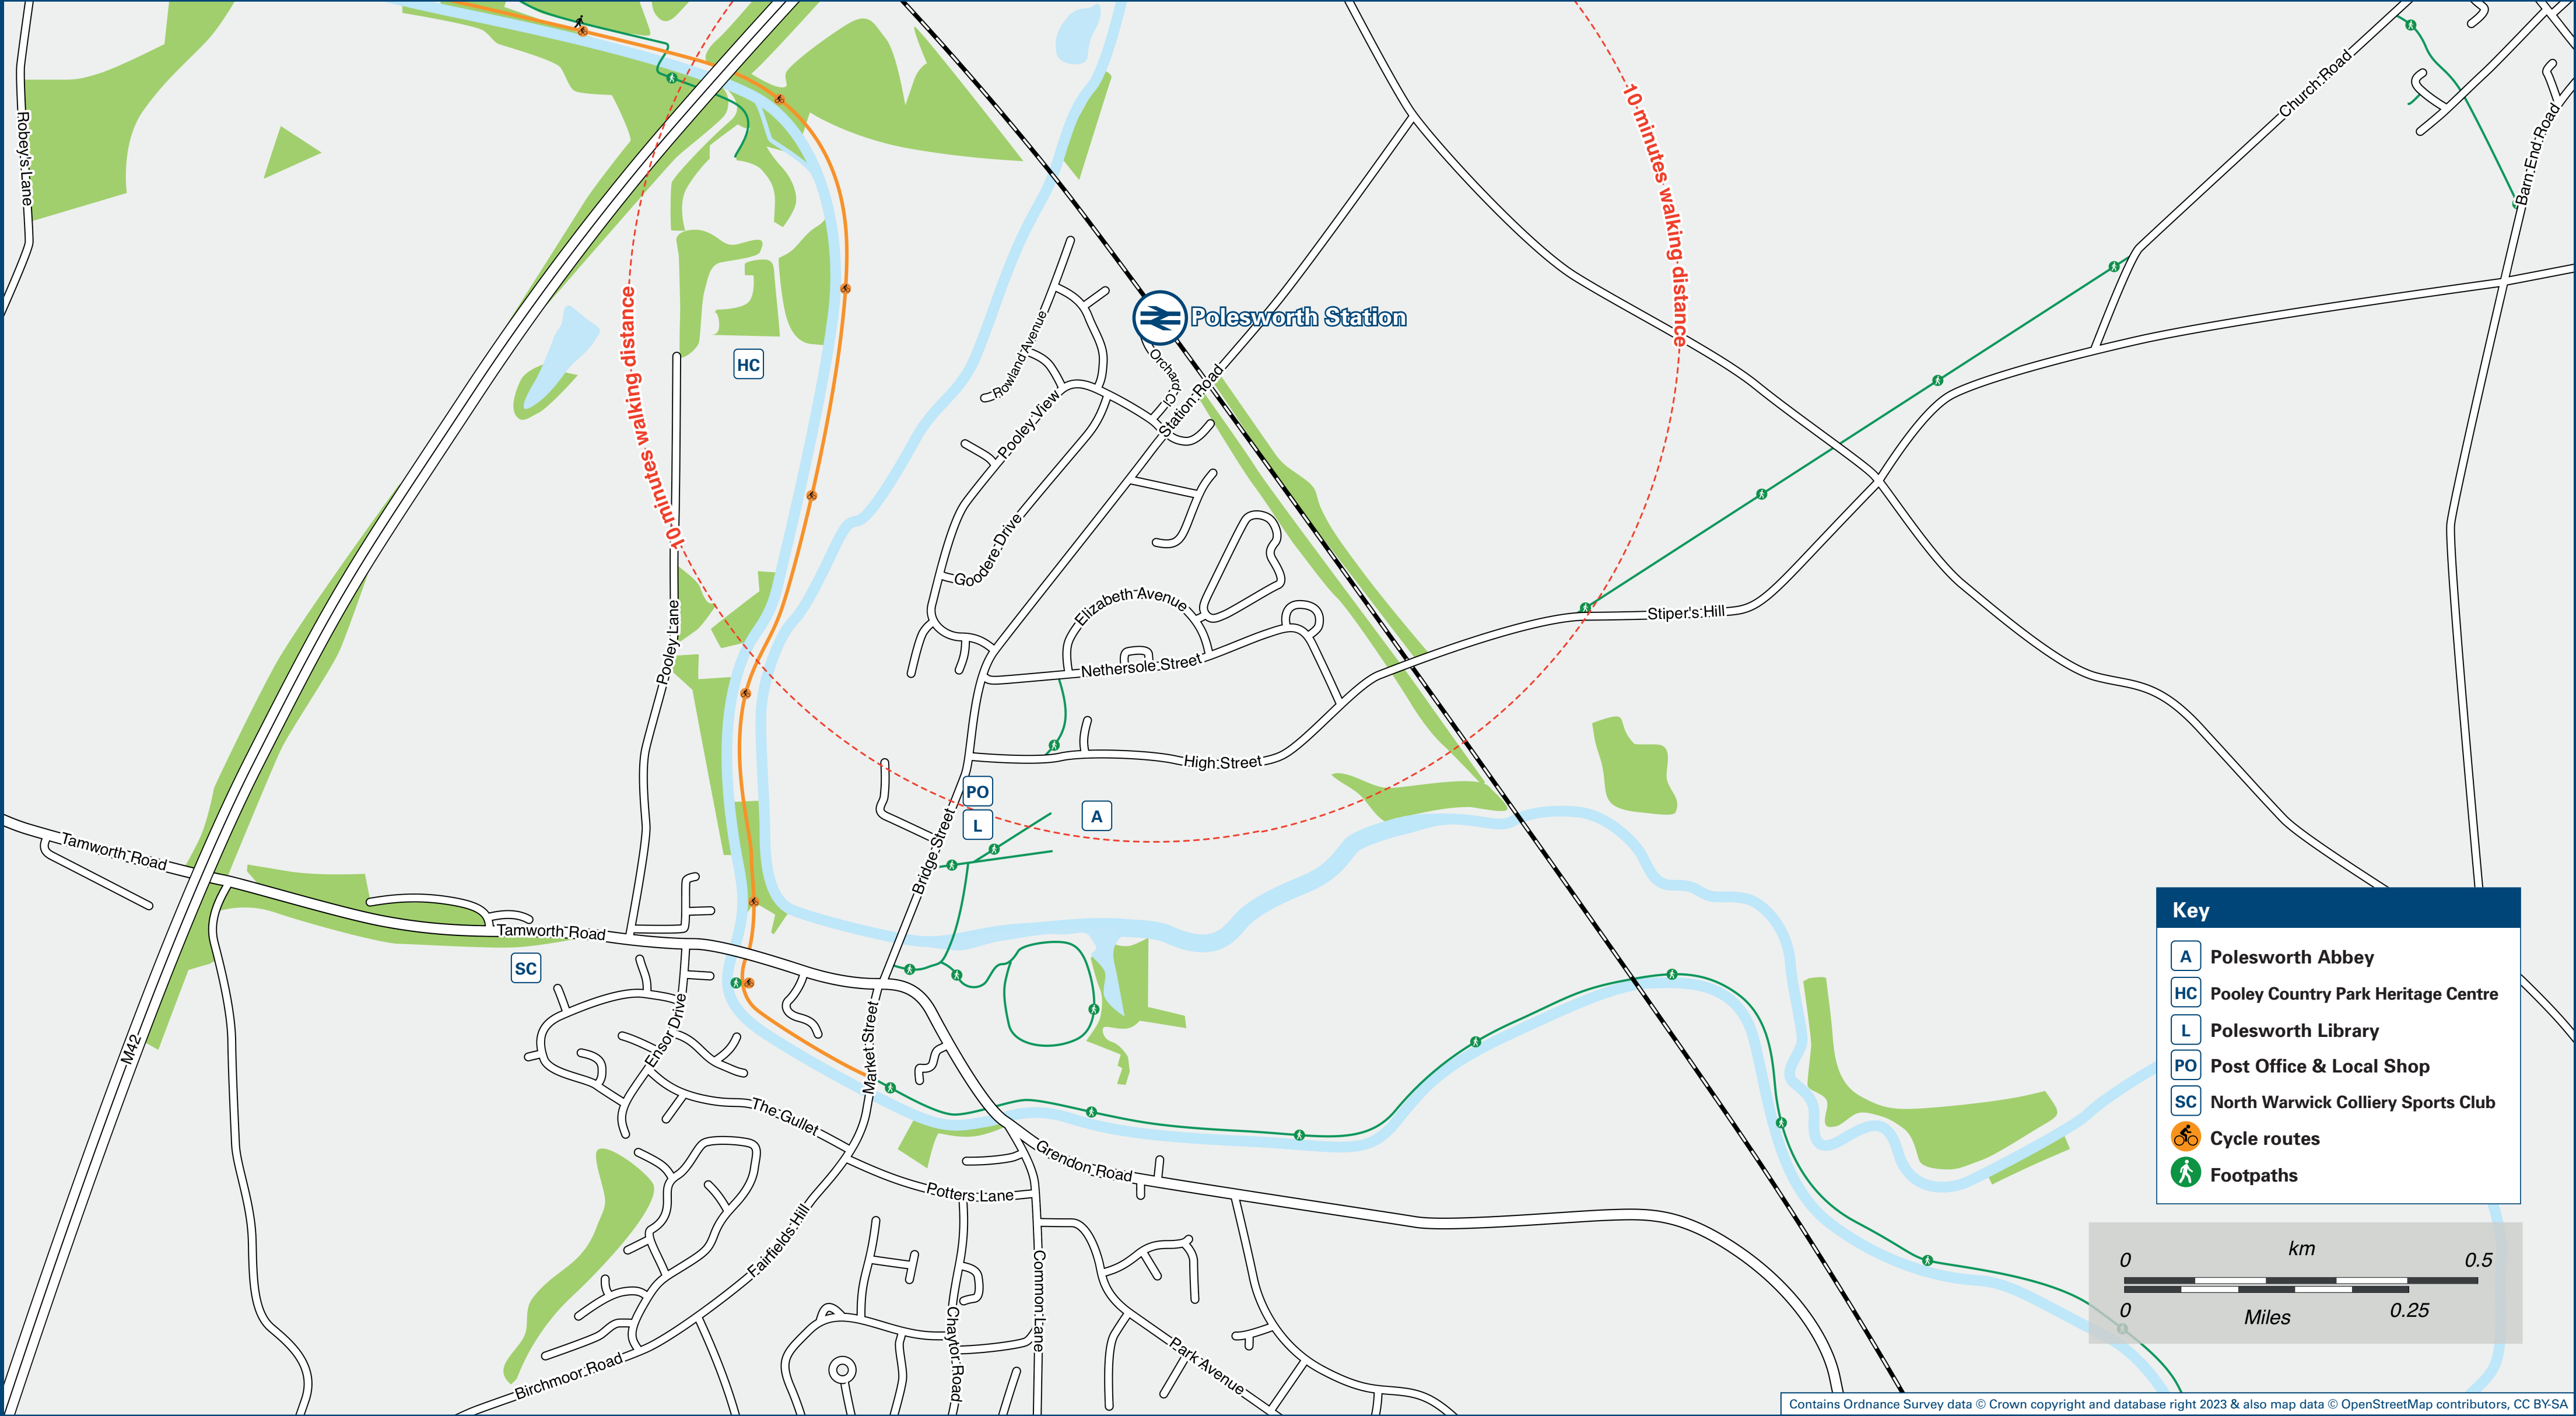 Robey's Lane
Church Road
Barn End Road
10 minutes walking distance
10 minutes walking distance
Polesworth Station
Rowland Avenue
Orchard Cl
Station Road
HC
Pooley View
Goodere Drive
Elizabeth Avenue
Stiper's Hill
Pooley Lane
Nethersole Street
High Street
PO
L
A
Bridge Street
Tamworth Road
Tamworth Road
SC
M42
Ensor Drive
Market Street
The Gullet
Grendon Road
Potters Lane
Fairfields Hill
Common Lane
Chaytor Road
Park Avenue
Birchmoor Road
Key
A Polesworth Abbey
HC Pooley Country Park Heritage Centre
L Polesworth Library
PO Post Office & Local Shop
SC North Warwick Colliery Sports Club
Cycle routes
Footpaths
km
0 0.5
0 0.25
Miles
Contains Ordnance Survey data © Crown copyright and database right 2023 & also map data © OpenStreetMap contributors, CC BY-SA